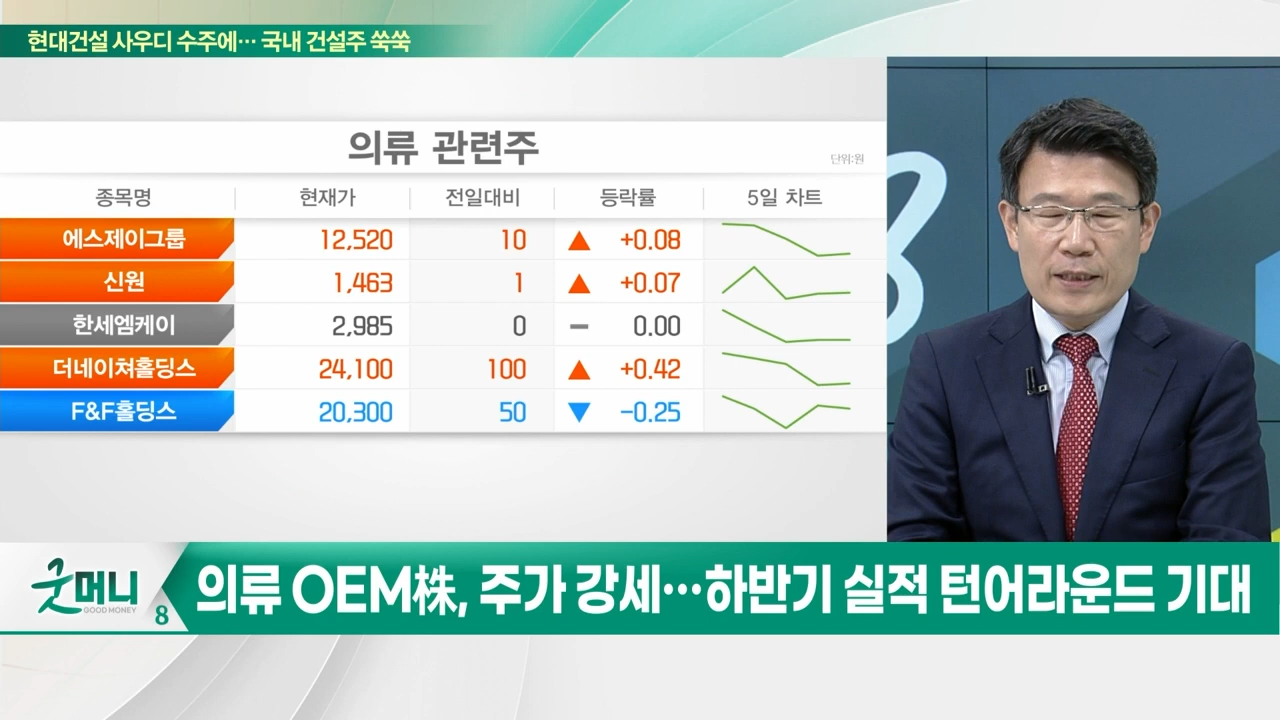 현대건설 사우디 수주에… 국내 건설주 쑥쑥
의류 관련주
단위:원
종목명 현재가 전일대비 등락률 5일 차트
에스제이그룹 12,520 10 ▲ +0.08
신원 1,463 1 ▲ +0.07
한세엠케이 2,985 0 － 0.00
더네이쳐홀딩스 24,100 100 ▲ +0.42
F&F홀딩스 20,300 50 ▼ -0.25
굿머니
GOOD MONEY
8
의류 OEM株, 주가 강세…하반기 실적 턴어라운드 기대